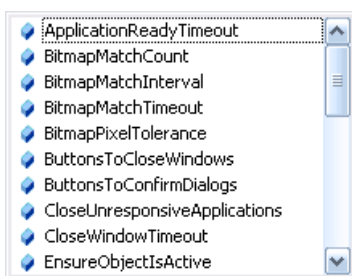 ApplicationReadyTimeout
BitmapMatchCount
BitmapMatchInterval
BitmapMatchTimeout
BitmapPixelTolerance
ButtonsToCloseWindows
ButtonsToConfirmDialogs
CloseUnresponsiveApplications
CloseWindowTimeout
EnsureObjectIsActive